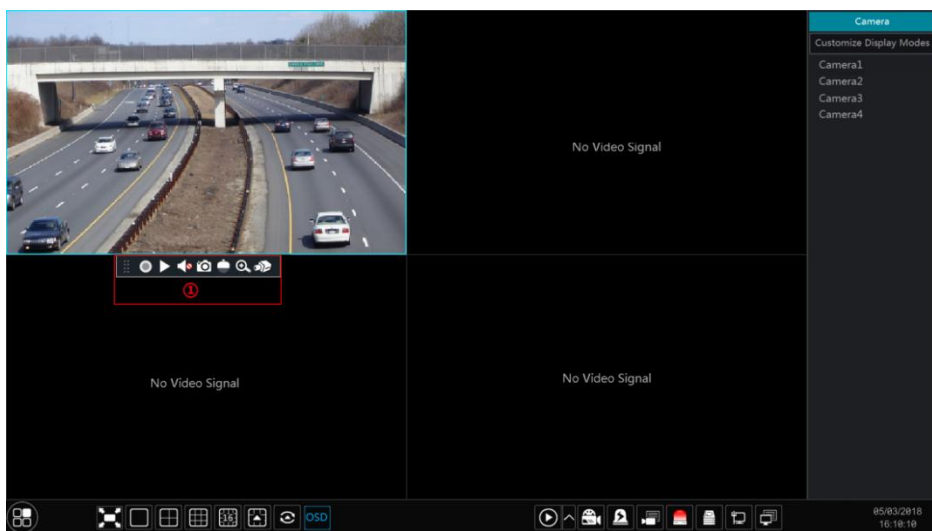 Camera
Customize Display Modes
Camera1
Camera2
Camera3
Camera4
No Video Signal
①
No Video Signal
No Video Signal
16
OSD
05/03/2018
16:10:10